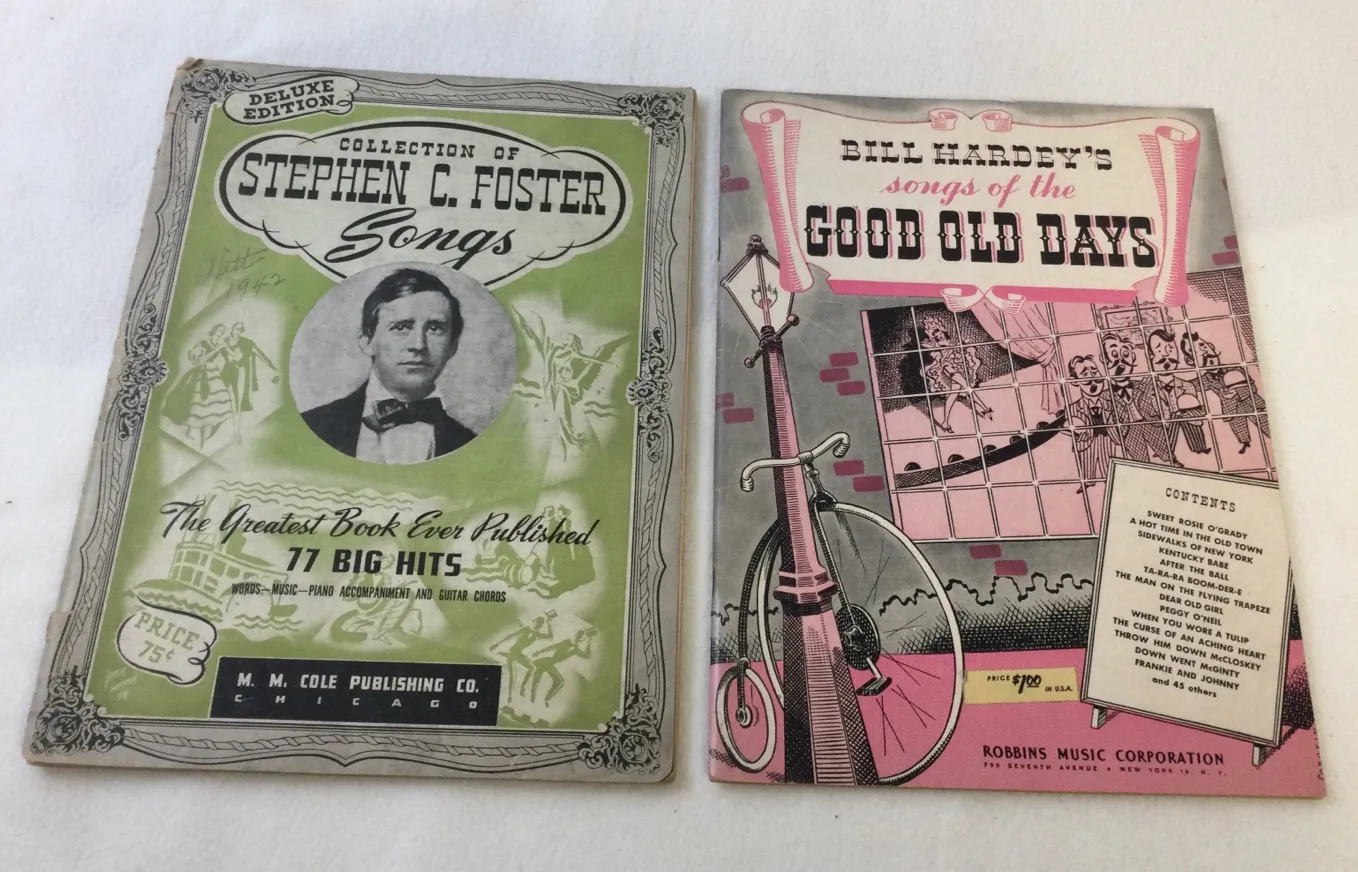 DELUXE
EDITION
COLLECTION OF
STEPHEN C. FOSTER
Songs
1942
The Greatest Book Ever Published
77 BIG HITS
WORDS—MUSIC—PIANO ACCOMPANIMENT AND GUITAR CHORDS
PRICE
75¢
M. M. COLE PUBLISHING CO.
CHICAGO
BILL HARDEY'S
songs of the
GOOD OLD DAYS
CONTENTS
SWEET ROSIE O'GRADY
A HOT TIME IN THE OLD TOWN
SIDEWALKS OF NEW YORK
KENTUCKY BABE
AFTER THE BALL
TA-RA-RA BOOM-DER-E
THE MAN ON THE FLYING TRAPEZE
DEAR OLD GIRL
PEGGY O'NEIL
WHEN YOU WORE A TULIP
THE CURSE OF AN ACHING HEART
THROW HIM DOWN McCLOSKEY
DOWN WENT McGINTY
FRANKIE AND JOHNNY
and 45 others
PRICE $1.00 IN U.S.A.
ROBBINS MUSIC CORPORATION
799 SEVENTH AVENUE • NEW YORK 19, N. Y.